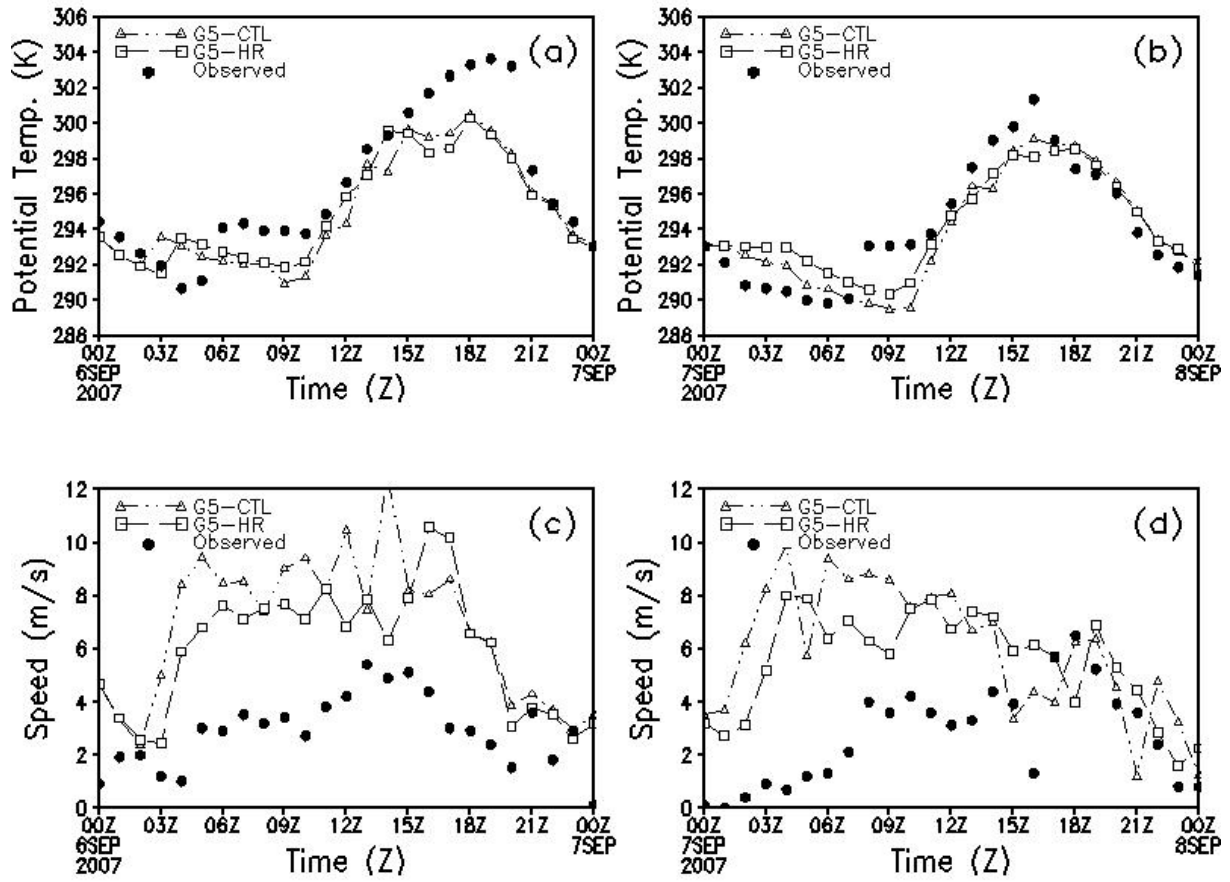 306
304
302
300
298
296
294
292
290
288
Potential Temp. (K)
G5-CTL
G5-HR
Observed
(a)
00Z 03Z 06Z 09Z 12Z 15Z 18Z 21Z 00Z
6SEP 7SEP
2007
Time (Z)
306
304
302
300
298
296
294
292
290
288
Potential Temp. (K)
G5-CTL
G5-HR
Observed
(b)
00Z 03Z 06Z 09Z 12Z 15Z 18Z 21Z 00Z
7SEP 8SEP
2007
Time (Z)
12
10
8
6
4
2
0
Speed (m/s)
G5-CTL
G5-HR
Observed
(c)
00Z 03Z 06Z 09Z 12Z 15Z 18Z 21Z 00Z
6SEP 7SEP
2007
Time (Z)
12
10
8
6
4
2
0
Speed (m/s)
G5-CTL
G5-HR
Observed
(d)
00Z 03Z 06Z 09Z 12Z 15Z 18Z 21Z 00Z
7SEP 8SEP
2007
Time (Z)